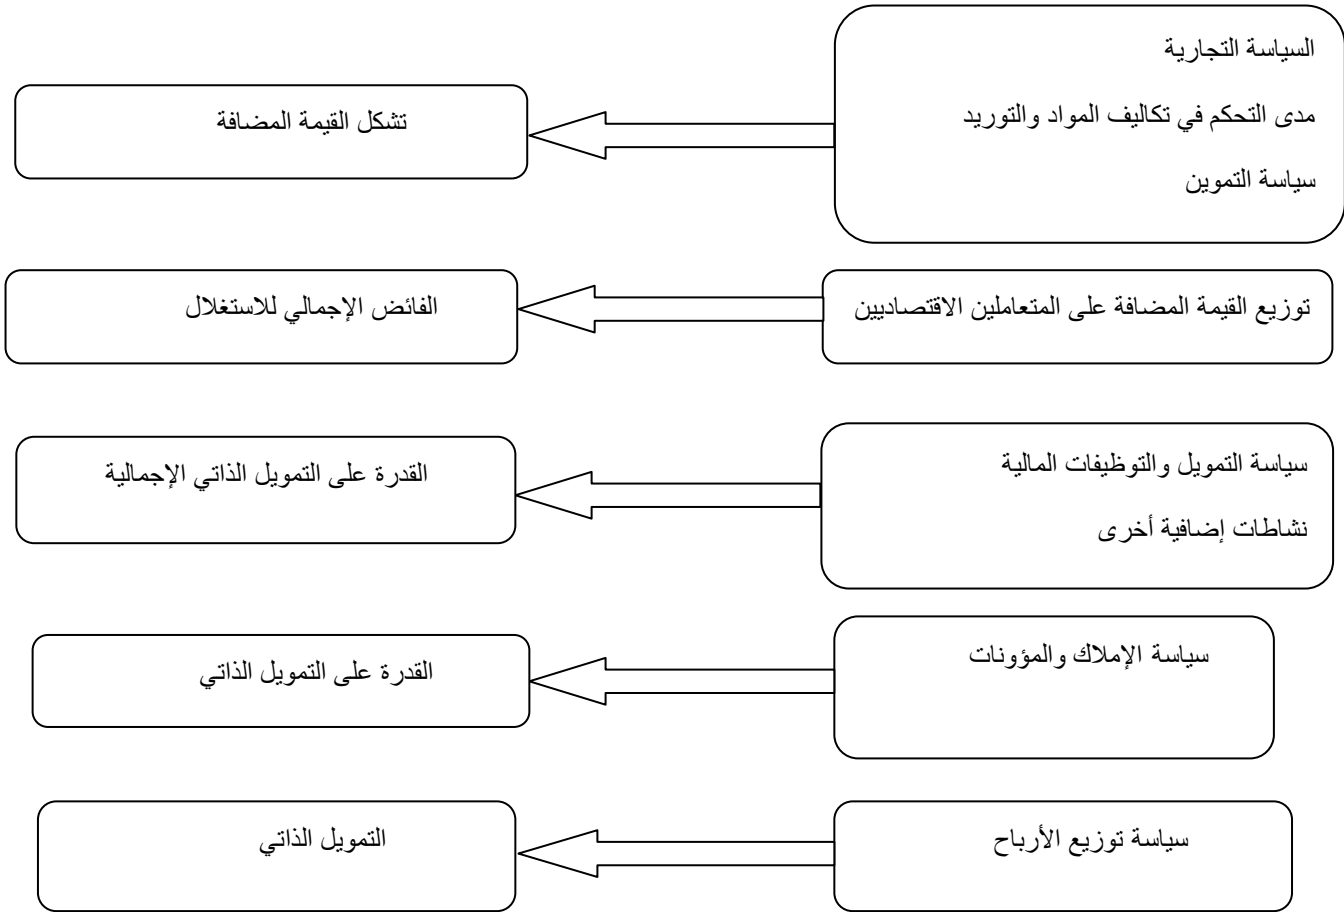 السياسة التجارية
مدى التحكم في تكاليف المواد والتوريد
سياسة التموين
تشكل القيمة المضافة
توزيع القيمة المضافة على المتعاملين الاقتصاديين
الفائض الإجمالي للاستغلال
سياسة التمويل والتوظيفات المالية
نشاطات إضافية أخرى
القدرة على التمويل الذاتي الإجمالية
سياسة الإملاك والمؤونات
القدرة على التمويل الذاتي
سياسة توزيع الأرباح
التمويل الذاتي